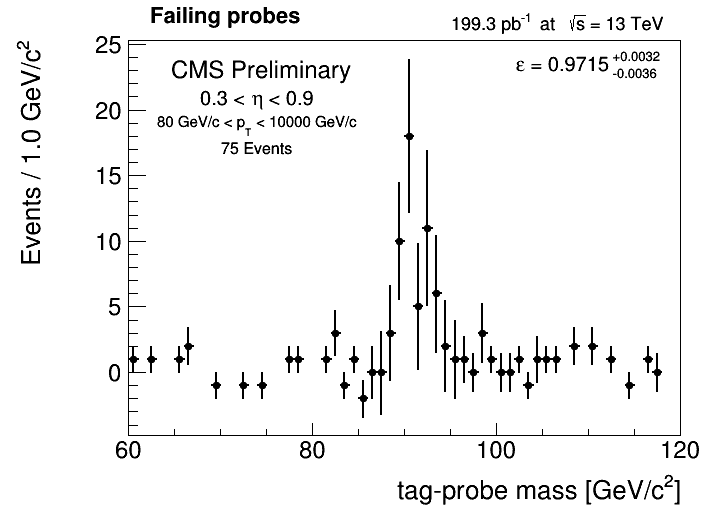 Failing probes
199.3 pb⁻¹ at √s = 13 TeV
CMS Preliminary
0.3 < η < 0.9
80 GeV/c < p_T < 10000 GeV/c
75 Events
ε = 0.9715 +0.0032 -0.0036
Events / 1.0 GeV/c²
25
20
15
10
5
0
60 80 100 120
tag-probe mass [GeV/c²]